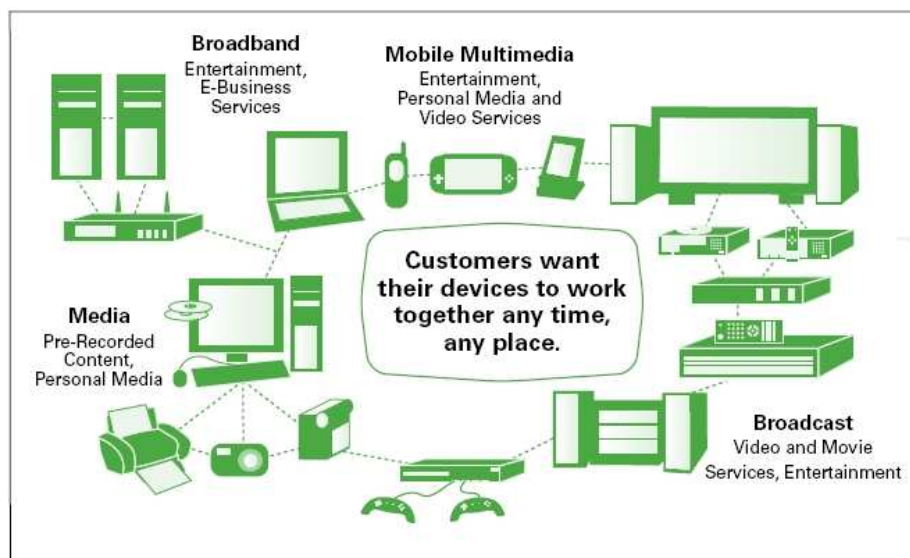 Broadband
Entertainment,
E-Business
Services
Mobile Multimedia
Entertainment,
Personal Media and
Video Services
Customers want
their devices to work
together any time,
any place.
Media
Pre-Recorded
Content,
Personal Media
Broadcast
Video and Movie
Services, Entertainment